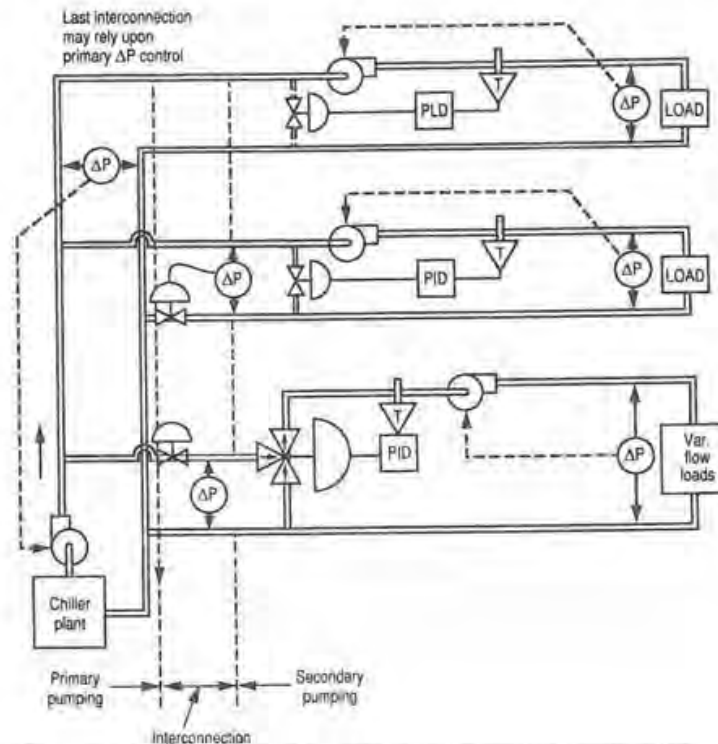 Last interconnection
may rely upon
primary ΔP control
T
PLD
ΔP
LOAD
ΔP
ΔP
T
PID
ΔP
LOAD
T
PID
ΔP
ΔP
Var.
flow
loads
Chiller
plant
Primary
pumping
Secondary
pumping
Interconnection